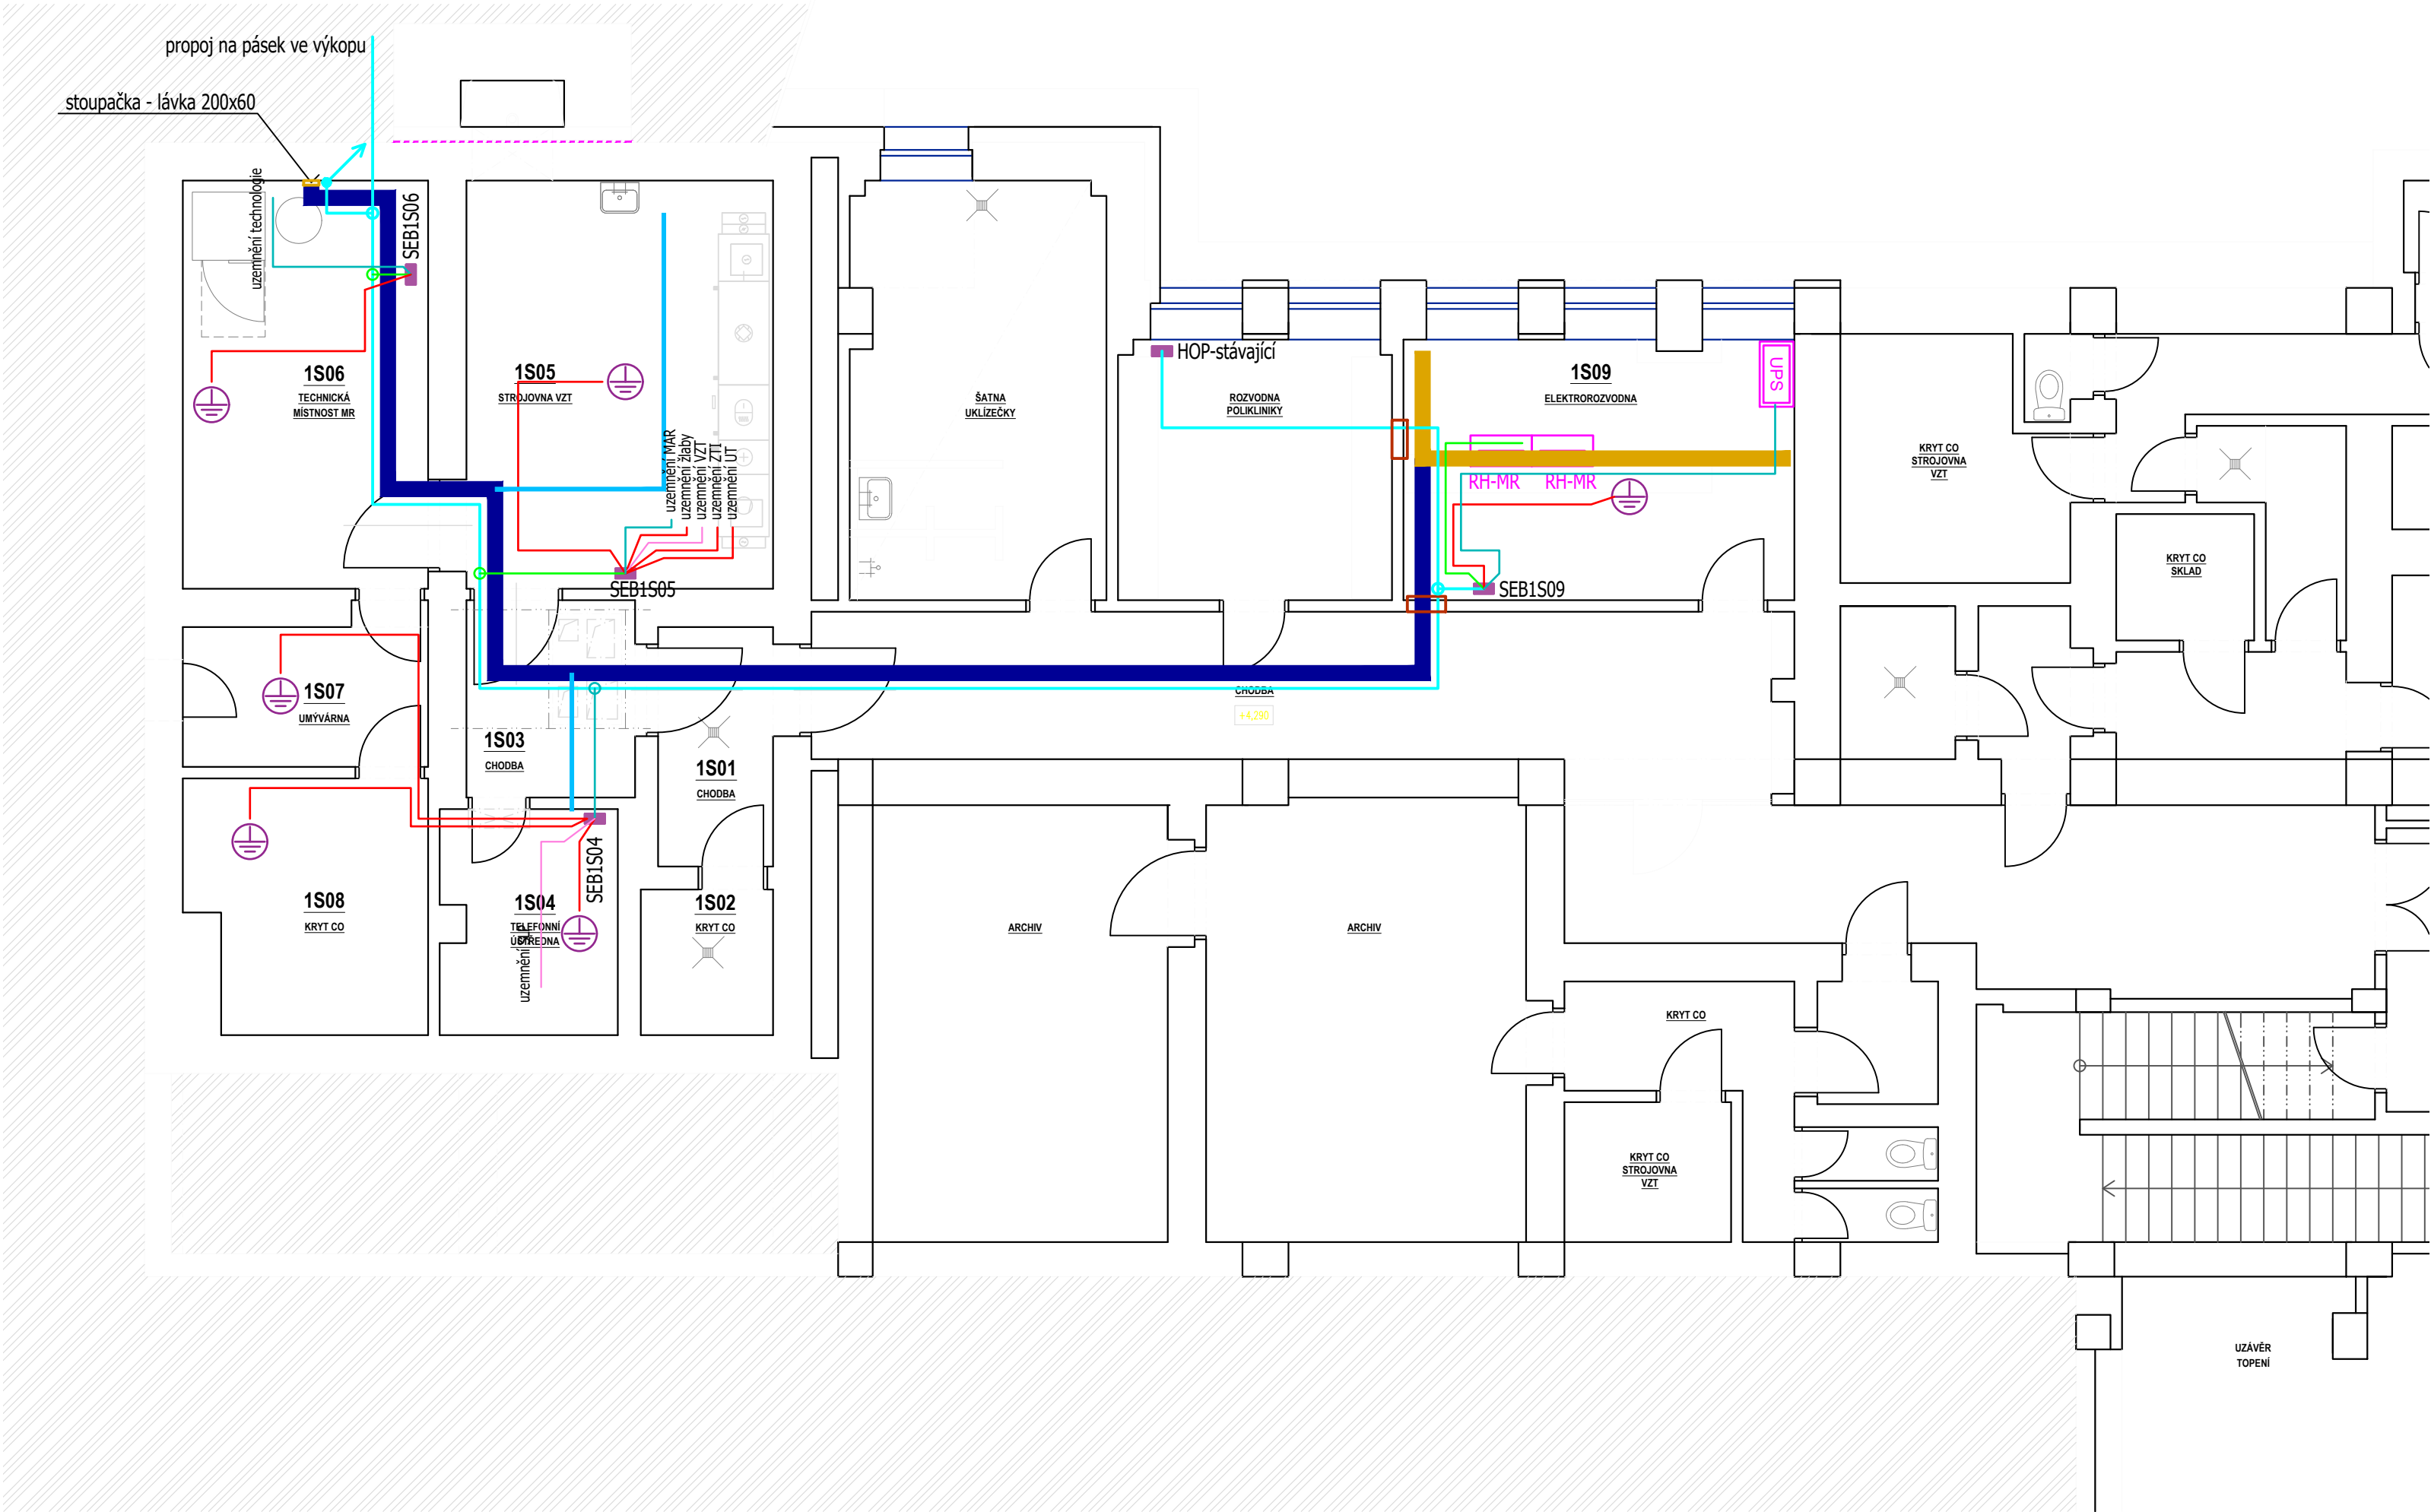 propoj na pásek ve výkopu
stoupačka - lávka 200x60
uzemnění technologie
SEB1S06
1S06
TECHNICKÁ
MÍSTNOST MR
1S05
STROJOVNA VZT
uzemnění MAR
uzemnění žlaby
uzemnění VZT
uzemnění ZTI
uzemnění UT
SEB1S05
ŠATNA
UKLÍZEČKY
HOP-stávající
ROZVODNA
POLIKLINIKY
1S09
ELEKTROROZVODNA
UPS
RH-MR
RH-MR
SEB1S09
KRYT CO
STROJOVNA
VZT
KRYT CO
SKLAD
1S07
UMÝVÁRNA
1S03
CHODBA
1S01
CHODBA
CHODBA
SEB1S04
1S08
KRYT CO
1S04
TELEFONNÍ
ÚSTŘEDNA
uzemnění
1S02
KRYT CO
ARCHIV
ARCHIV
KRYT CO
KRYT CO
STROJOVNA
VZT
UZÁVĚR
TOPENÍ